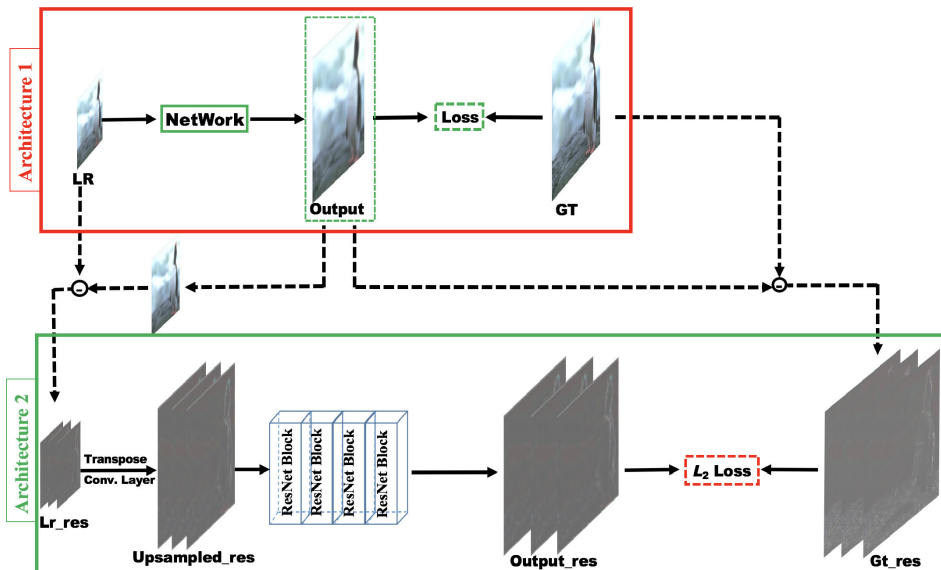 Architecture 1
NetWork
Loss
LR
Output
GT
-
-
Architecture 2
Transpose
Conv. Layer
ResNet Block
ResNet Block
ResNet Block
ResNet Block
L₂ Loss
Lr_res
Upsampled_res
Output_res
Gt_res